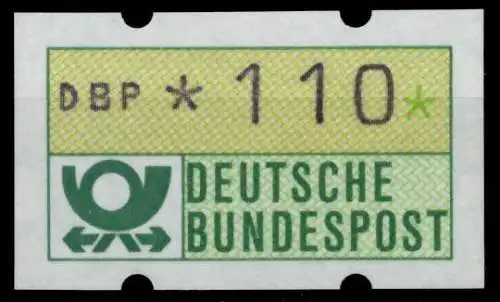 DBP *110*
DEUTSCHE
BUNDESPOST